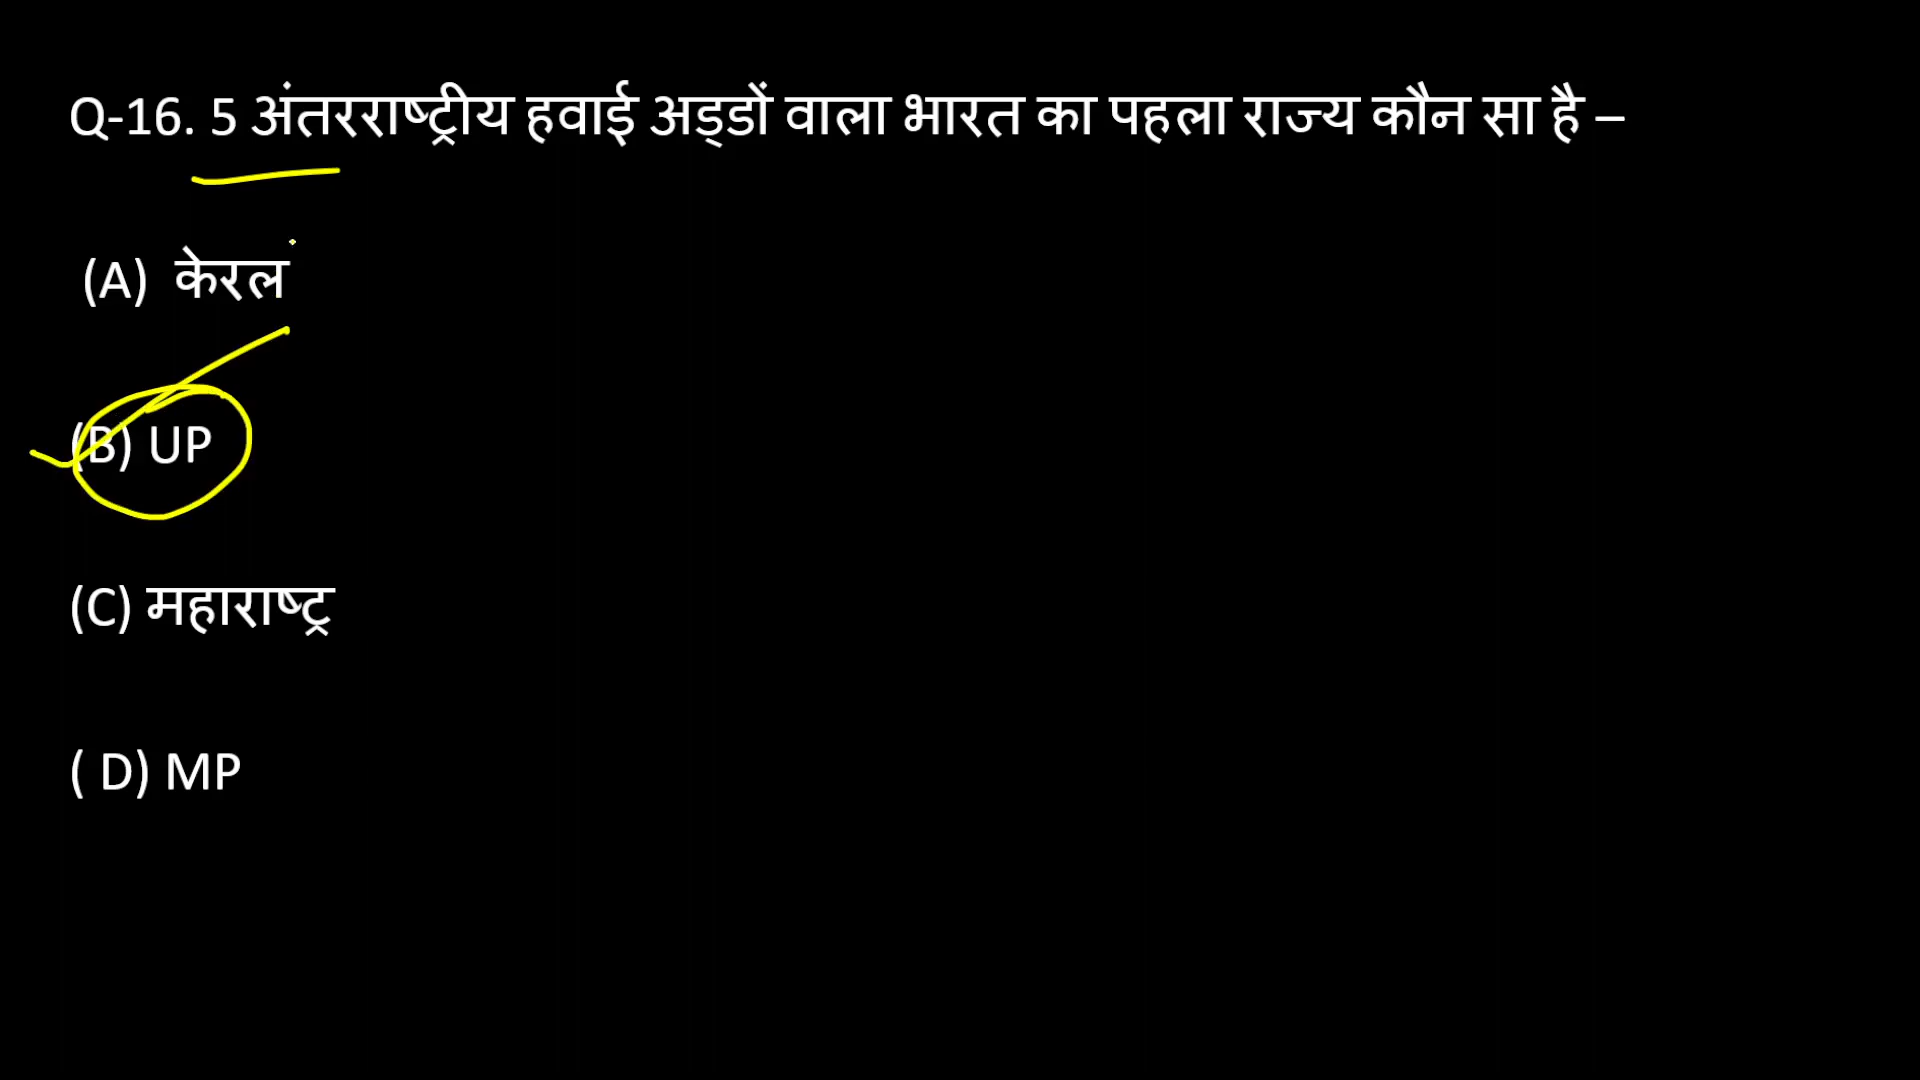 Q-16. 5 अंतरराष्ट्रीय हवाई अड्डों वाला भारत का पहला राज्य कौन सा है –
(A) केरल
(B) UP
(C) महाराष्ट्र
( D) MP